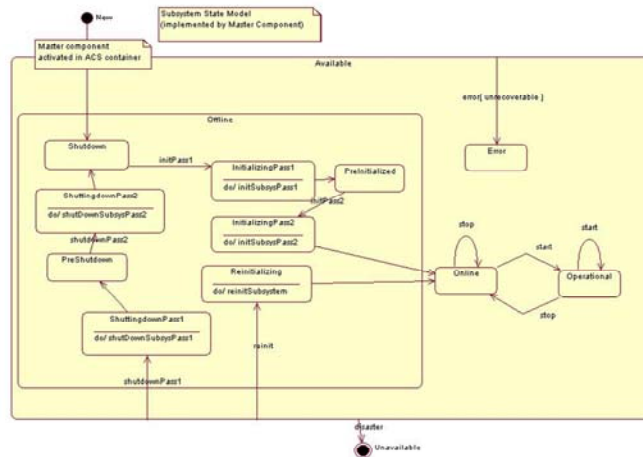 New
Subsystem State Model
(implemented by Master Component)
Master component
activated in ACS container
Available
error( unrecoverable )
Offline
Shutdown
Error
initPass1
InitializingPass1
do/ initSubsysPass1
PreInitialized
ShuttingdownPass2
do/ shutDownSubsysPass2
initPass2
InitializingPass2
do/ initSubsysPass2
stop
start
shutdownPass2
start
PreShutdown
Reinitializing
do/ reinitSubsystem
Online
Operational
ShuttingdownPass1
do/ shutDownSubsysPass1
stop
reinit
shutdownPass1
disaster
Unavailable